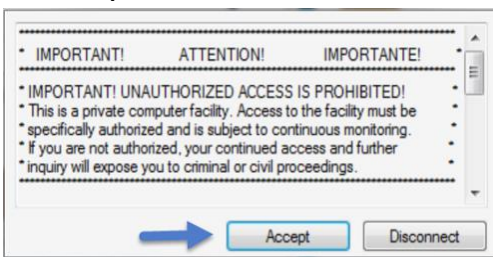 ************************************************************
* IMPORTANT! ATTENTION! IMPORTANTE! *
************************************************************
* IMPORTANT! UNAUTHORIZED ACCESS IS PROHIBITED! *
* This is a private computer facility. Access to the facility must be *
* specifically authorized and is subject to continuous monitoring. *
* If you are not authorized, your continued access and further *
* inquiry will expose you to criminal or civil proceedings. *
************************************************************
Accept Disconnect